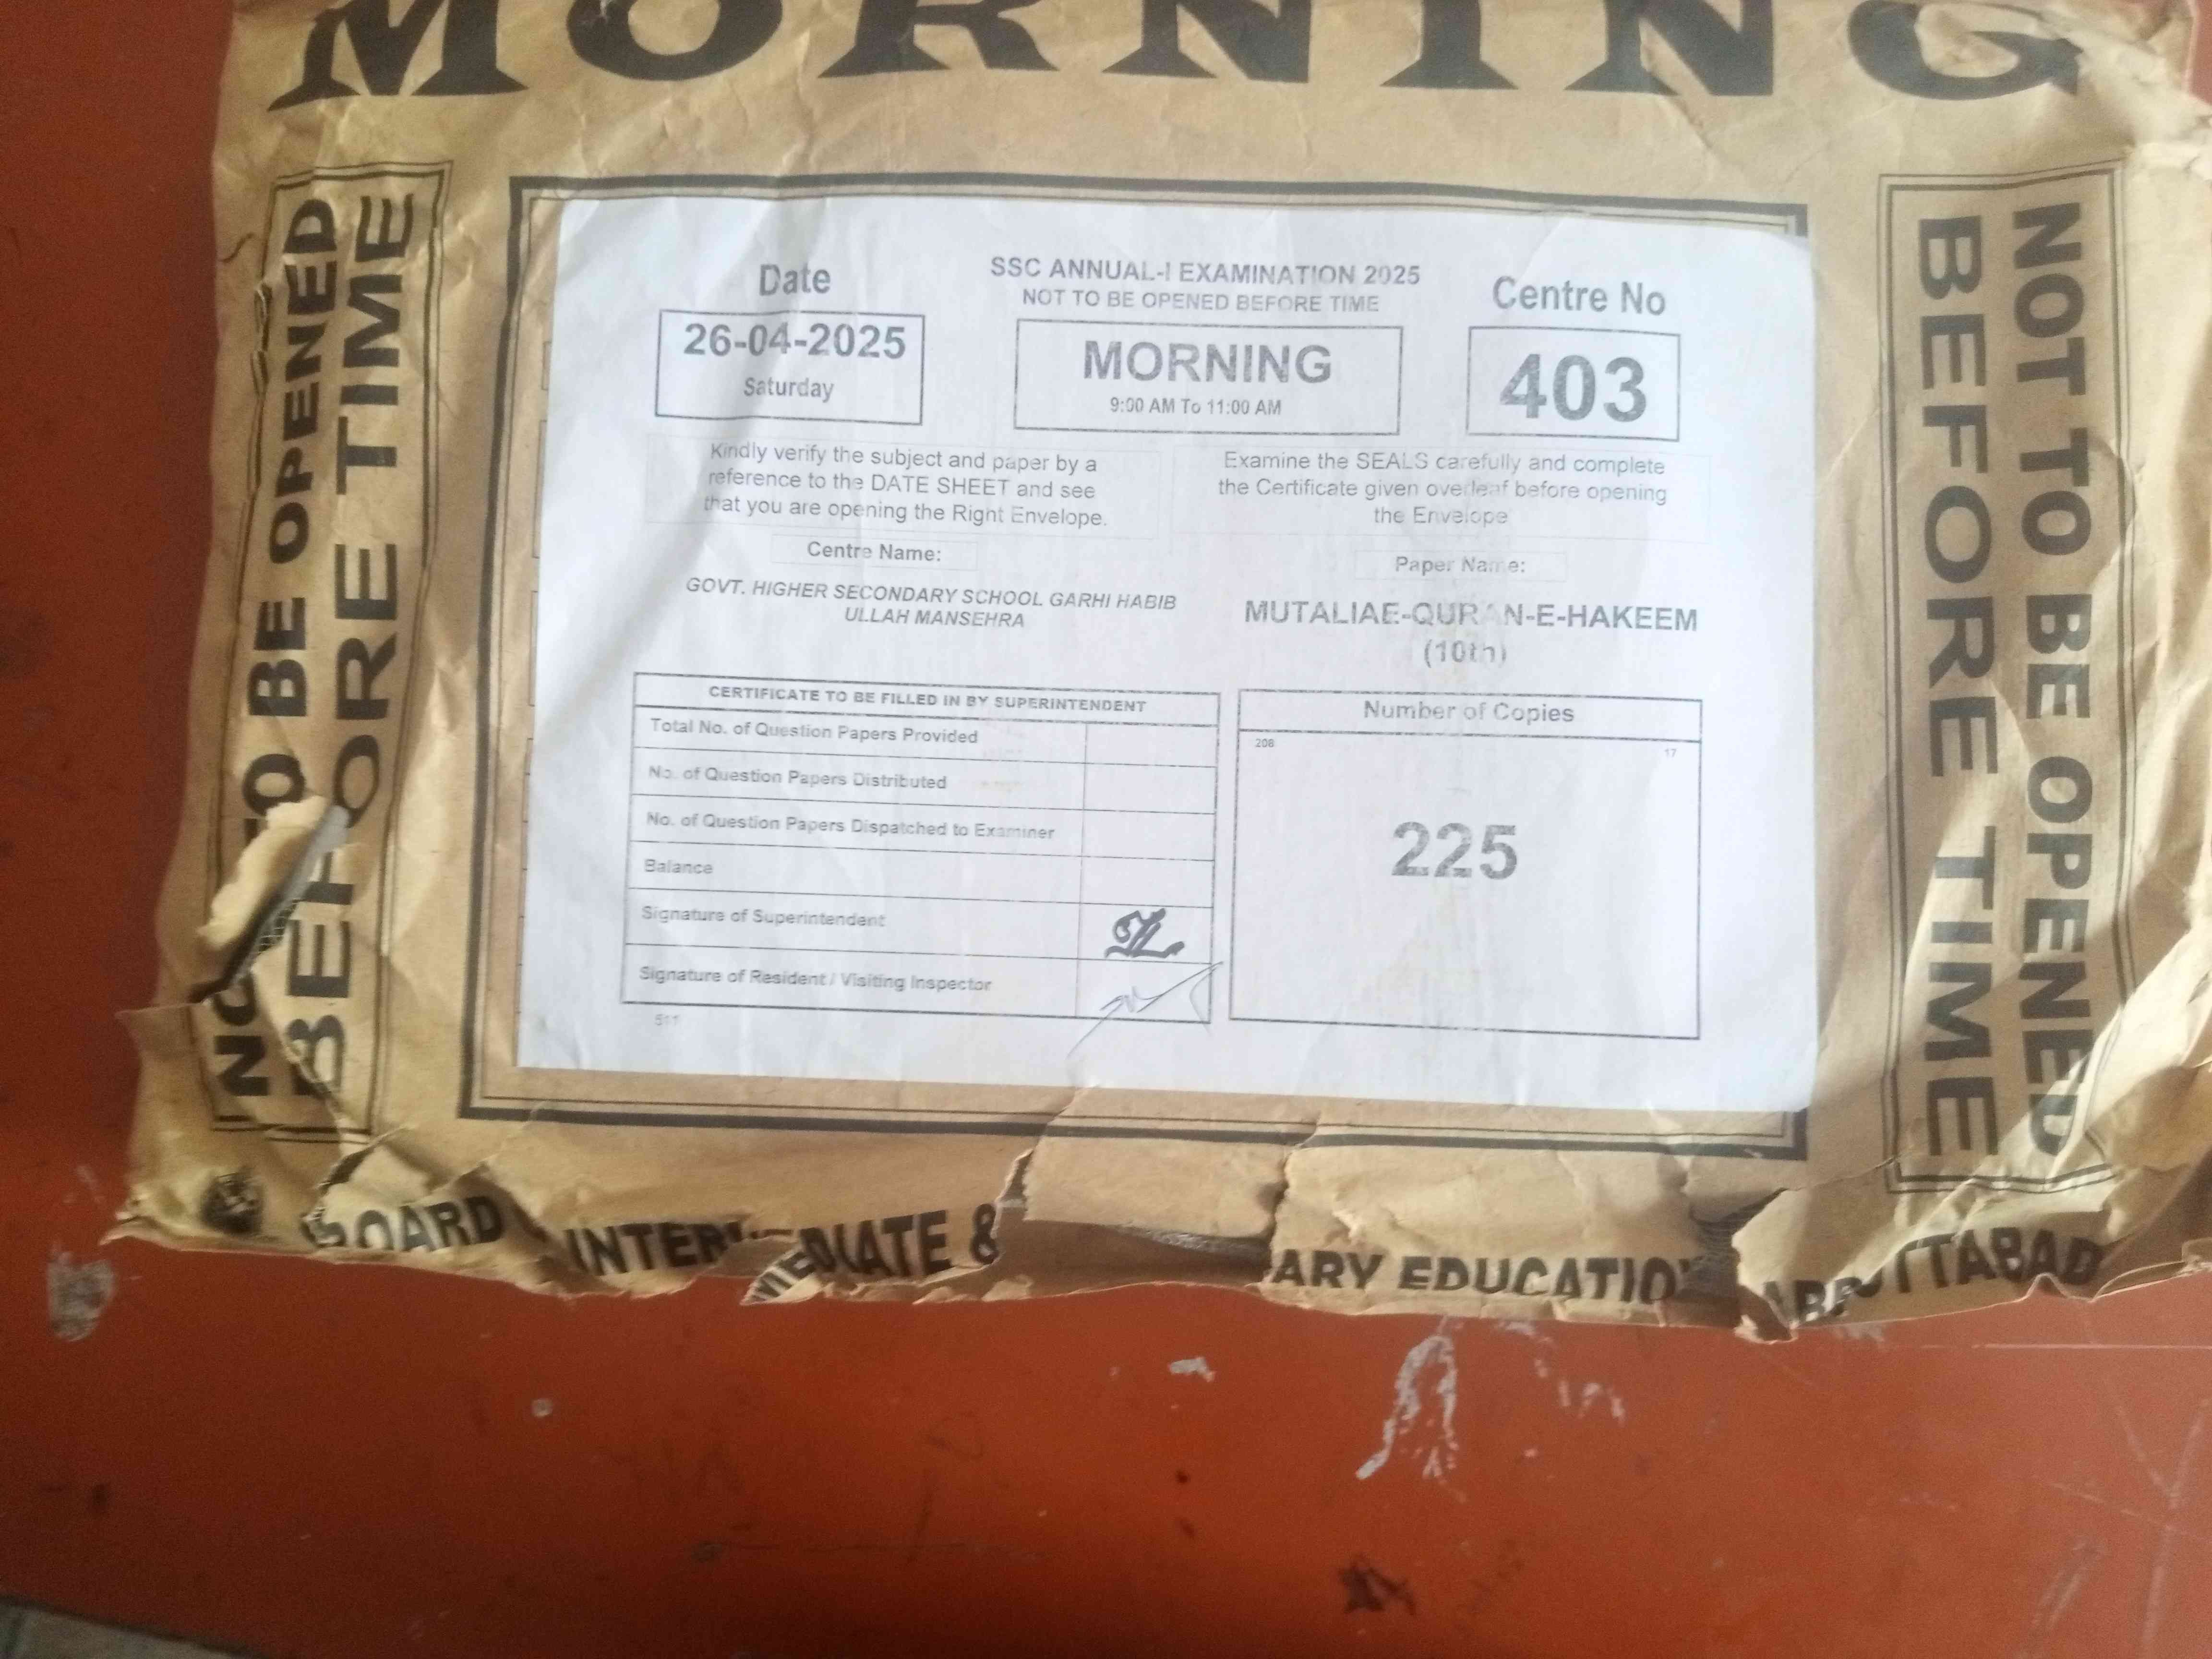 MORNING
NOT TO BE OPENED
BEFORE TIME
Date
26-04-2025
Saturday
SSC ANNUAL-I EXAMINATION 2025
NOT TO BE OPENED BEFORE TIME
MORNING
9:00 AM To 11:00 AM
Centre No
403
Kindly verify the subject and paper by a
reference to the DATE SHEET and see
that you are opening the Right Envelope.
Examine the SEALS carefully and complete
the Certificate given overleaf before opening
the Envelope
Centre Name:
GOVT. HIGHER SECONDARY SCHOOL GARHI HABIB
ULLAH MANSEHRA
Paper Name:
MUTALIAE-QURAN-E-HAKEEM
(10th)
CERTIFICATE TO BE FILLED IN BY SUPERINTENDENT
Total No. of Question Papers Provided
No. of Question Papers Distributed
No. of Question Papers Dispatched to Examiner
Balance
Signature of Superintendent
Signature of Resident / Visiting Inspector
511
Number of Copies
208 17
225
NOT TO BE OPENED
BEFORE TIME
BOARD INTERMEDIATE & ARY EDUCATION ABBOTTABAD